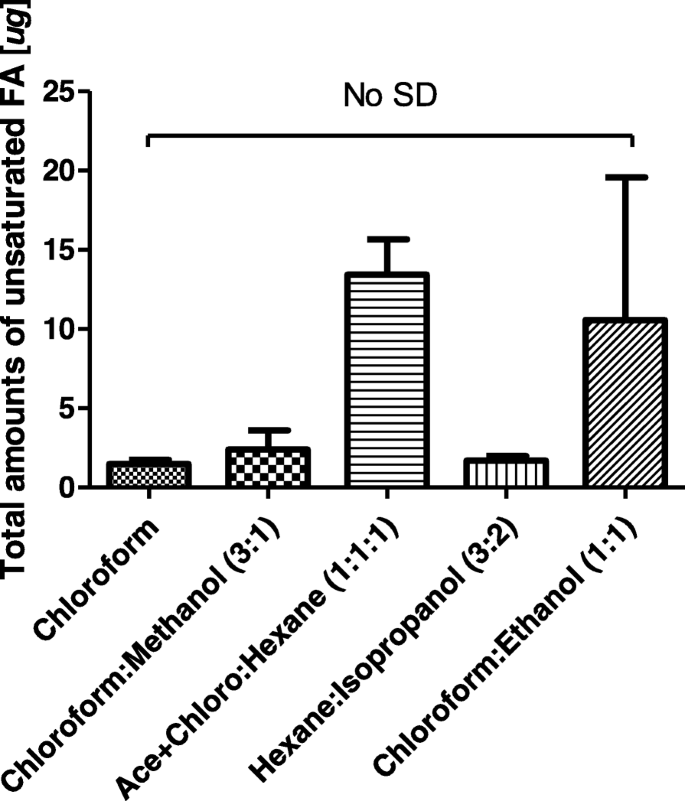 Total amounts of unsaturated FA [ug]
No SD
25
20
15
10
5
0
Chloroform
Chloroform:Methanol (3:1)
Ace+Chloro:Hexane (1:1:1)
Hexane:Isopropanol (3:2)
Chloroform:Ethanol (1:1)